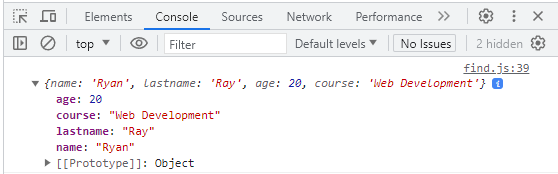 Elements Console Sources Network Performance »
top Filter Default levels No Issues 2 hidden
find.js:39
{name: 'Ryan', lastname: 'Ray', age: 20, course: 'Web Development'} i
age: 20
course: "Web Development"
lastname: "Ray"
name: "Ryan"
[[Prototype]]: Object